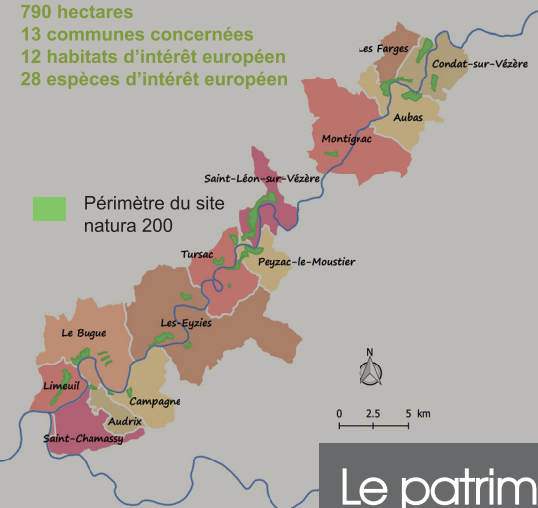 790 hectares
13 communes concernées
12 habitats d'intérêt européen
28 espèces d'intérêt européen
Les Farges
Condat-sur-Vézère
Aubas
Montignac
Saint-Léon-sur-Vézère
Périmètre du site
natura 200
Tursac
Peyzac-le-Moustier
Les-Eyzies
Le Bugue
Limeuil
Campagne
Audrix
Saint-Chamassy
N
0 2.5 5 km
Le patrim